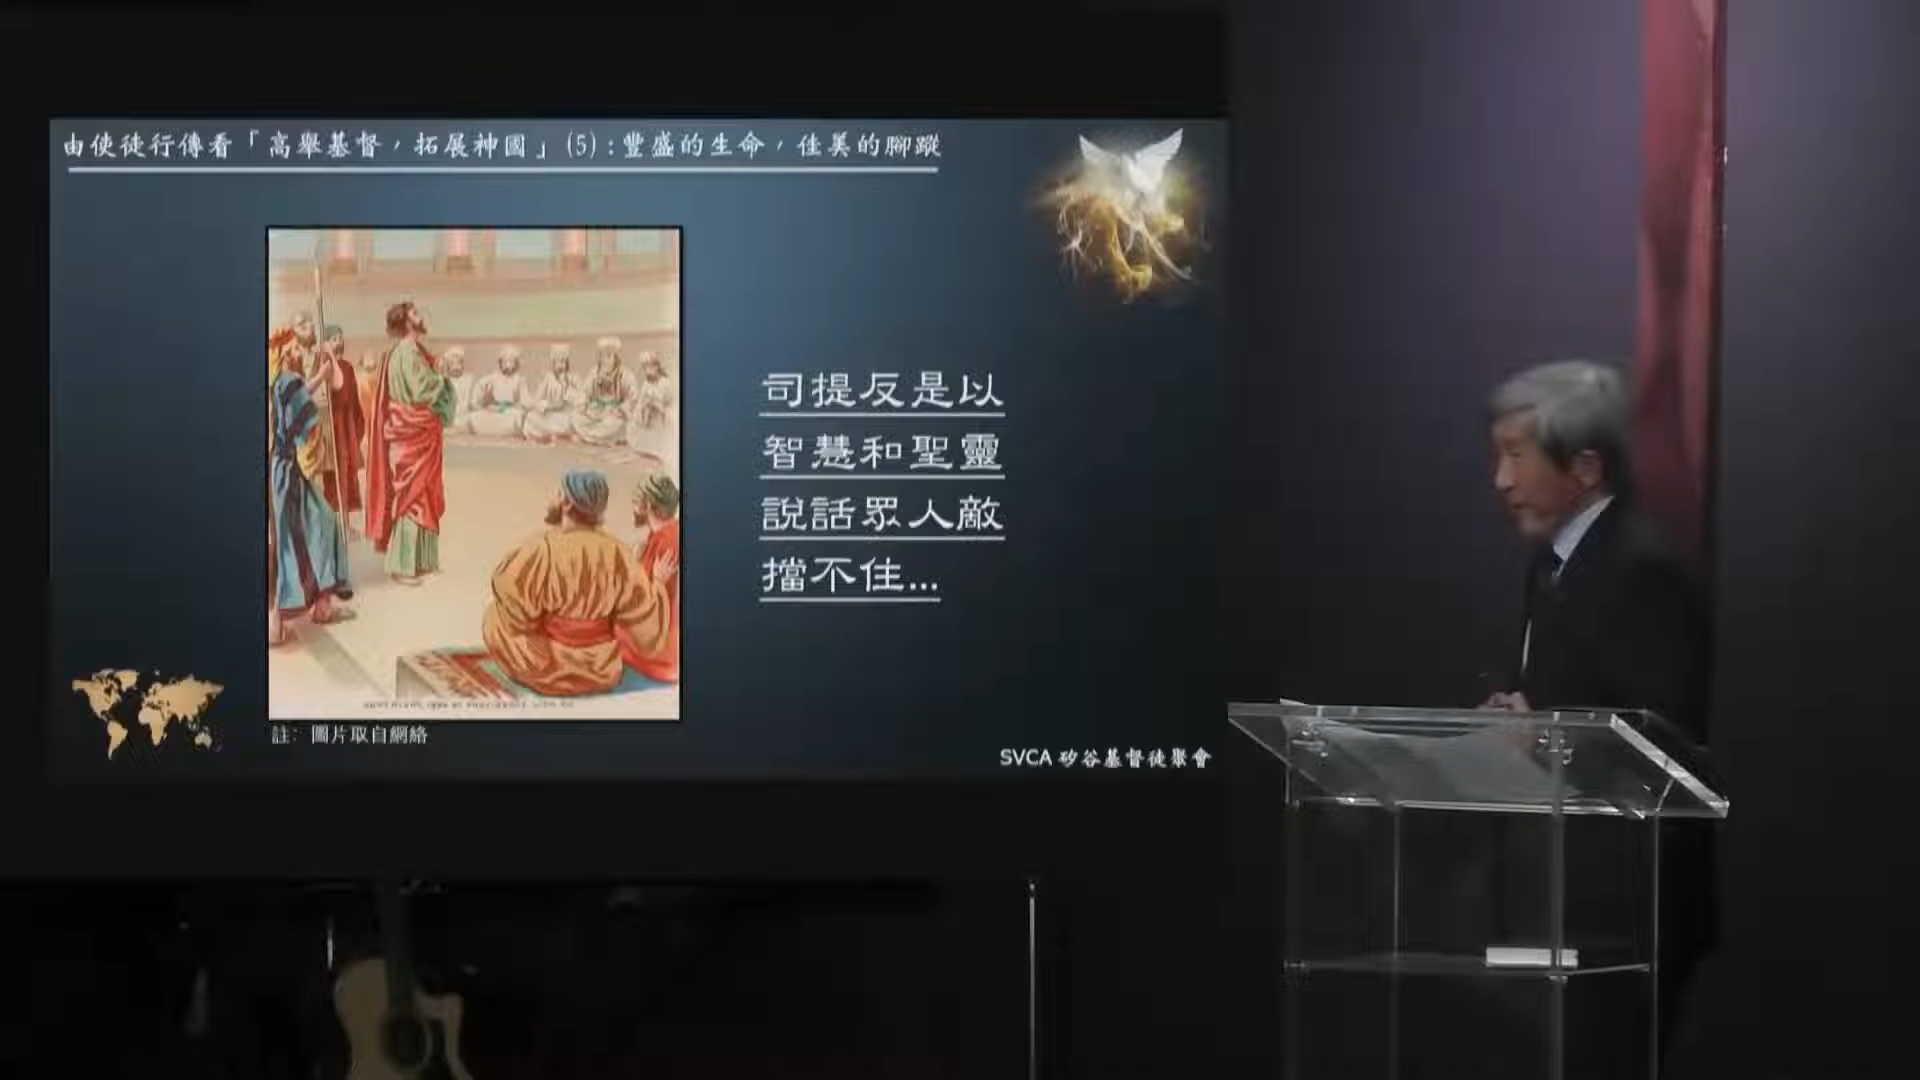 由使徒行傳看「高舉基督，拓展神國」(5):豐盛的生命，佳美的腳蹤
司提反是以
智慧和聖靈
說話眾人敵
擋不住...
註: 圖片取自網絡
SVCA 矽谷基督徒聚會